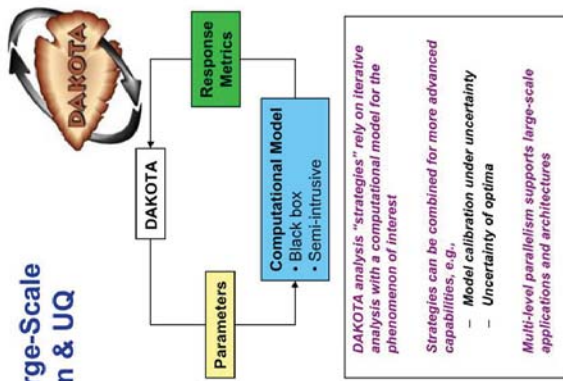 rge-Scale
n & UQ
DAKOTA
DAKOTA
Parameters
Response
Metrics
Computational Model
• Black box
• Semi-intrusive
DAKOTA analysis "strategies" rely on iterative
analysis with a computational model for the
phenomenon of interest
Strategies can be combined for more advanced
capabilities, e.g.,
– Model calibration under uncertainty
– Uncertainty of optima
Multi-level parallelism supports large-scale
applications and architectures